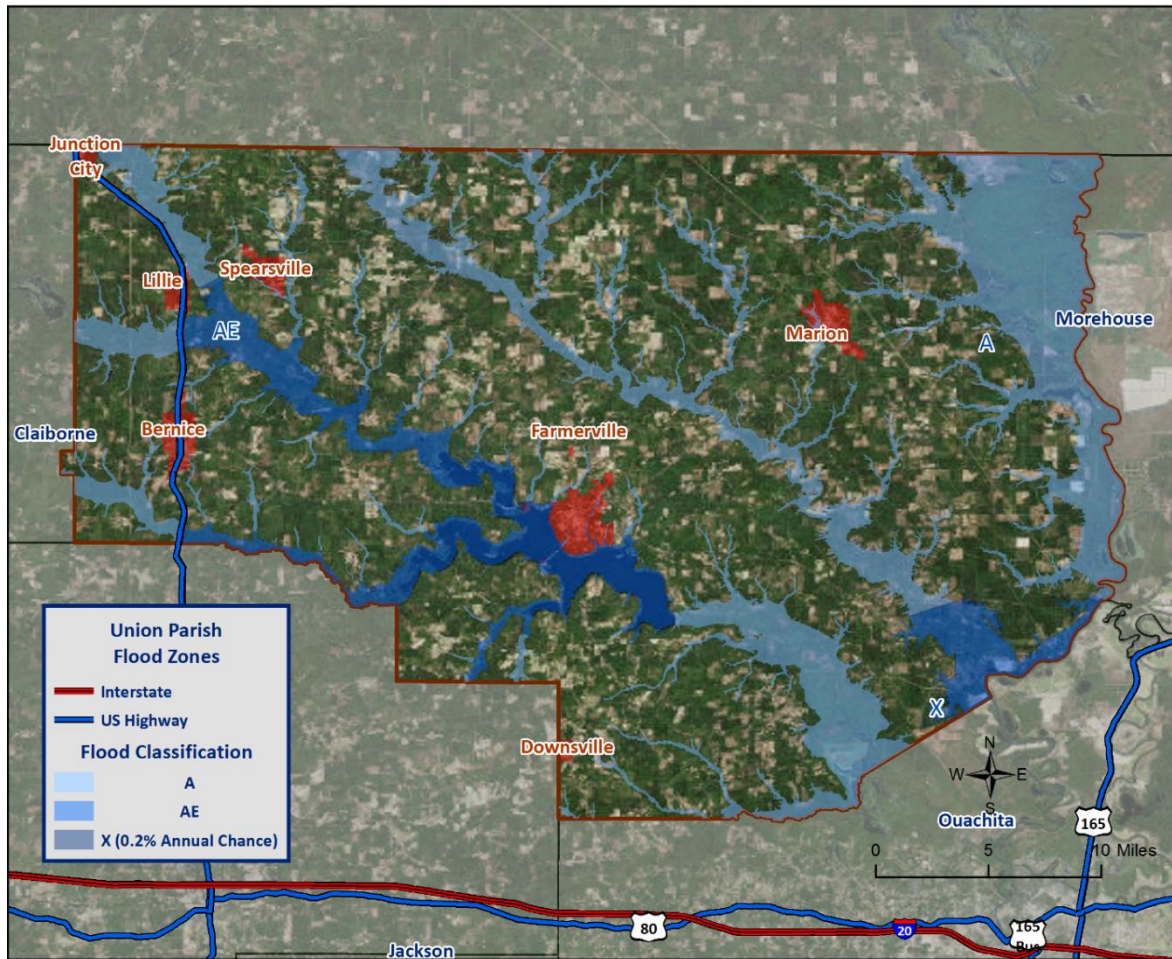 Junction
City
Lillie
Spearsville
AE
Marion
A
Morehouse
Claiborne
Bernice
Farmerville
X
Downsville
Union Parish
Flood Zones
Interstate
US Highway
Flood Classification
A
AE
X (0.2% Annual Chance)
N
W E
S
Ouachita
0 5 10 Miles
165
80
20
165
Bus
Jackson